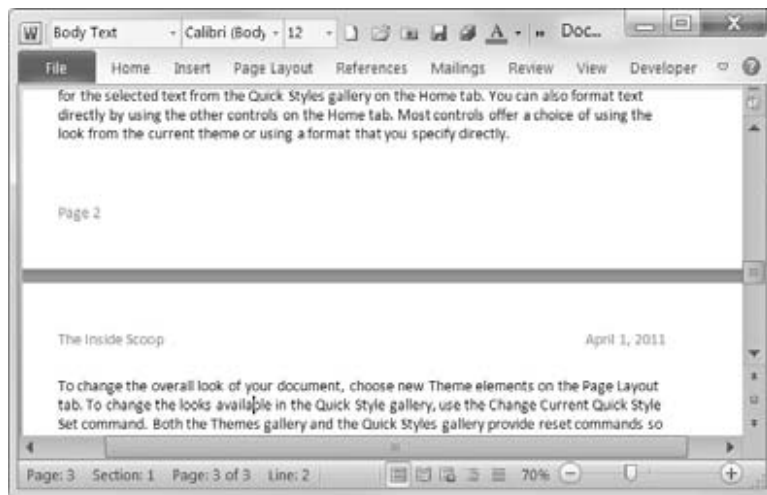 W Body Text Calibri (Body 12 A Doc...
File Home Insert Page Layout References Mailings Review View Developer
for the selected text from the Quick Styles gallery on the Home tab. You can also format text
directly by using the other controls on the Home tab. Most controls offer a choice of using the
look from the current theme or using a format that you specify directly.
Page 2
The Inside Scoop April 1, 2011
To change the overall look of your document, choose new Theme elements on the Page Layout
tab. To change the looks available in the Quick Style gallery, use the Change Current Quick Style
Set command. Both the Themes gallery and the Quick Styles gallery provide reset commands so
Page: 3 Section: 1 Page: 3 of 3 Line: 2 70%